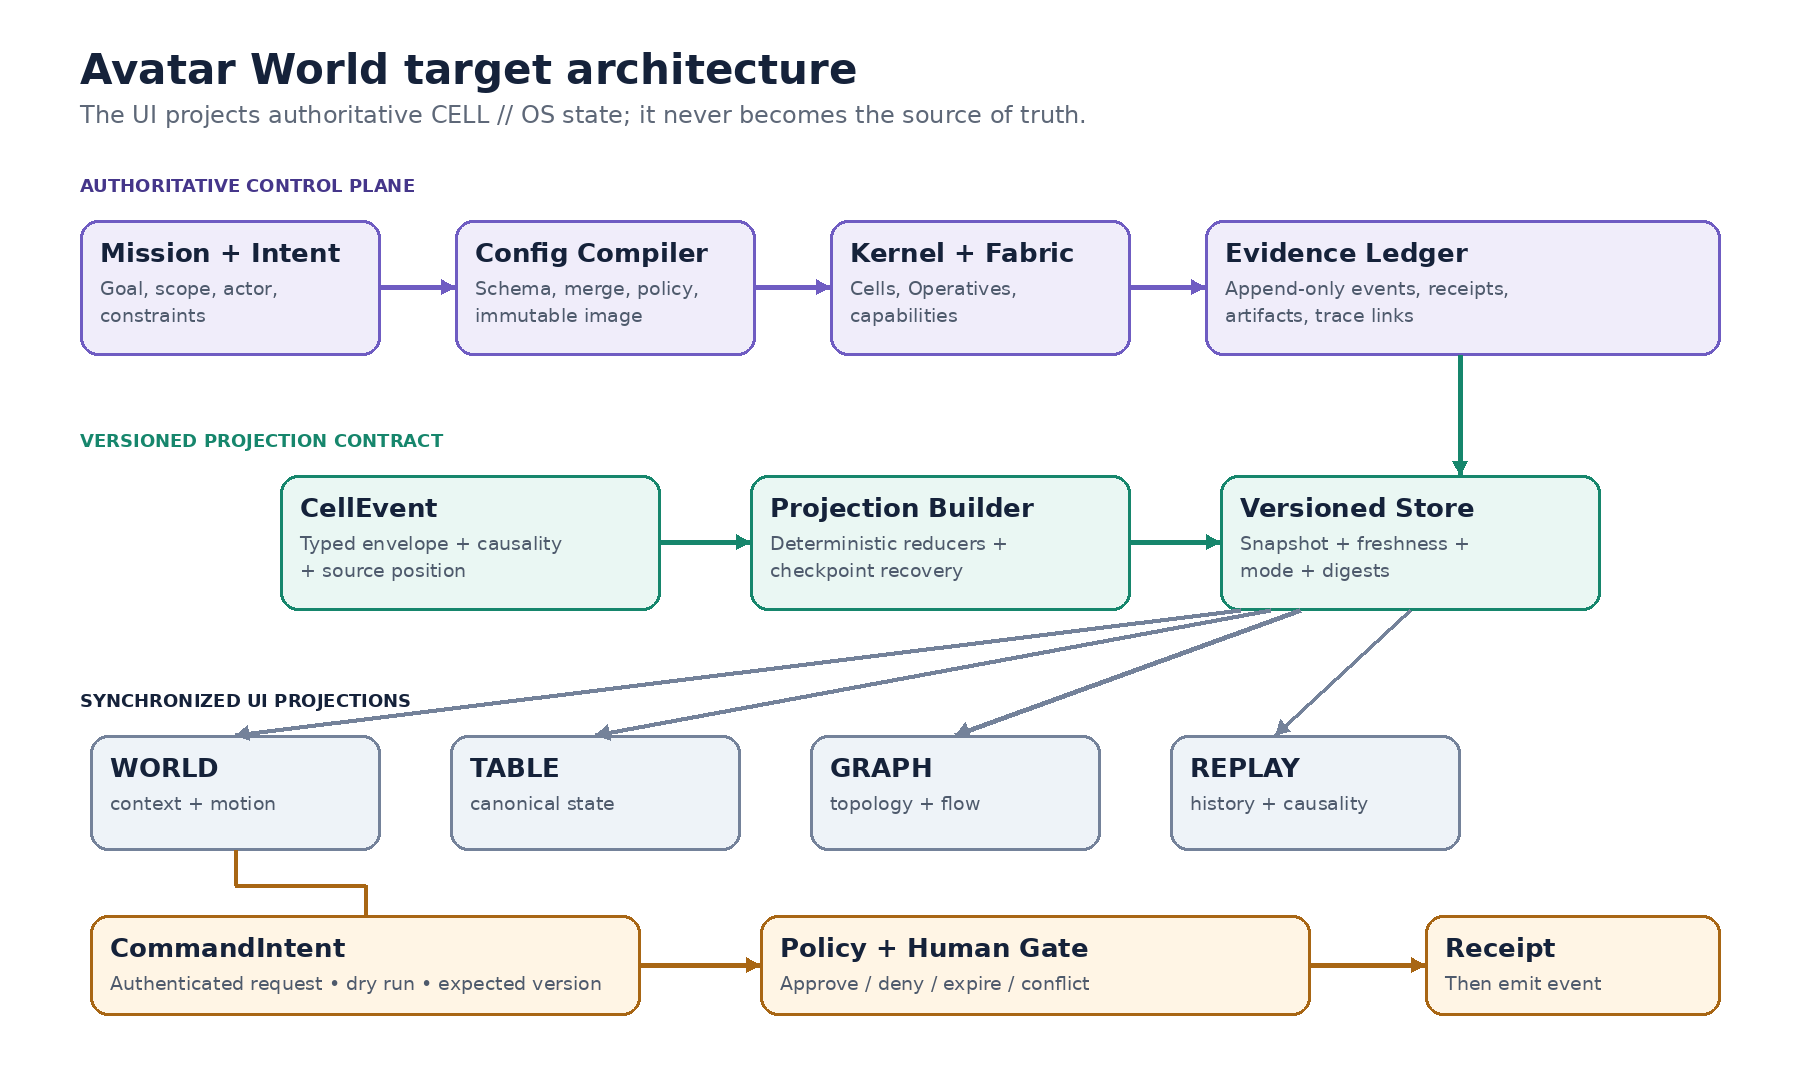 Avatar World target architecture
The UI projects authoritative CELL // OS state; it never becomes the source of truth.
AUTHORITATIVE CONTROL PLANE
Mission + Intent
Goal, scope, actor,
constraints
Config Compiler
Schema, merge, policy,
immutable image
Kernel + Fabric
Cells, Operatives,
capabilities
Evidence Ledger
Append-only events, receipts,
artifacts, trace links
VERSIONED PROJECTION CONTRACT
CellEvent
Typed envelope + causality
+ source position
Projection Builder
Deterministic reducers +
checkpoint recovery
Versioned Store
Snapshot + freshness +
mode + digests
SYNCHRONIZED UI PROJECTIONS
WORLD
context + motion
TABLE
canonical state
GRAPH
topology + flow
REPLAY
history + causality
CommandIntent
Authenticated request • dry run • expected version
Policy + Human Gate
Approve / deny / expire / conflict
Receipt
Then emit event